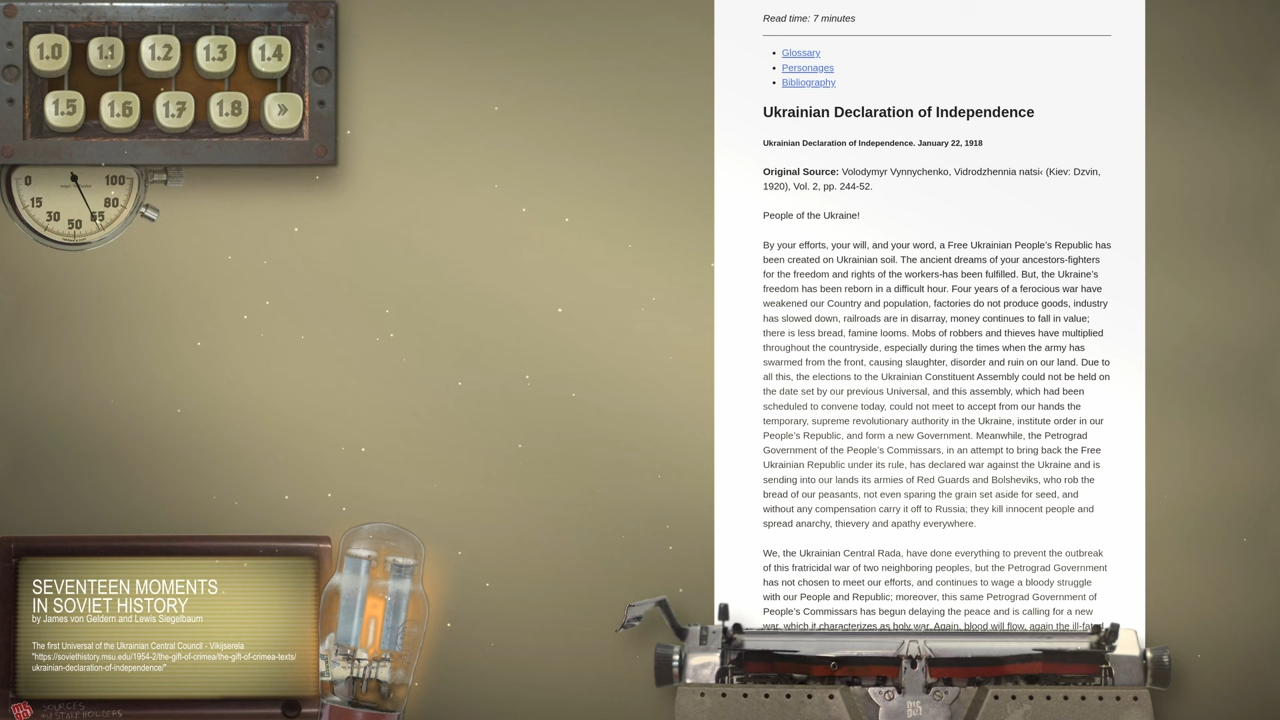 1.0
1.1
1.2
1.3
1.4
1.5
1.6
1.7
1.8
»
0
100
15
80
30
65
50
Read time: 7 minutes
Glossary
Personages
Bibliography
Ukrainian Declaration of Independence
Ukrainian Declaration of Independence. January 22, 1918
Original Source: Volodymyr Vynnychenko, Vidrodzhennia natsi‹ (Kiev: Dzvin,
1920), Vol. 2, pp. 244-52.
People of the Ukraine!
By your efforts, your will, and your word, a Free Ukrainian People’s Republic has
been created on Ukrainian soil. The ancient dreams of your ancestors-fighters
for the freedom and rights of the workers-has been fulfilled. But, the Ukraine’s
freedom has been reborn in a difficult hour. Four years of a ferocious war have
weakened our Country and population, factories do not produce goods, industry
has slowed down, railroads are in disarray, money continues to fall in value;
there is less bread, famine looms. Mobs of robbers and thieves have multiplied
throughout the countryside, especially during the times when the army has
swarmed from the front, causing slaughter, disorder and ruin on our land. Due to
all this, the elections to the Ukrainian Constituent Assembly could not be held on
the date set by our previous Universal, and this assembly, which had been
scheduled to convene today, could not meet to accept from our hands the
temporary, supreme revolutionary authority in the Ukraine, institute order in our
People’s Republic, and form a new Government. Meanwhile, the Petrograd
Government of the People’s Commissars, in an attempt to bring back the Free
Ukrainian Republic under its rule, has declared war against the Ukraine and is
sending into our lands its armies of Red Guards and Bolsheviks, who rob the
bread of our peasants, not even sparing the grain set aside for seed, and
without any compensation carry it off to Russia; they kill innocent people and
spread anarchy, thievery and apathy everywhere.
We, the Ukrainian Central Rada, have done everything to prevent the outbreak
of this fratricidal war of two neighboring peoples, but the Petrograd Government
has not chosen to meet our efforts, and continues to wage a bloody struggle
with our People and Republic; moreover, this same Petrograd Government of
People’s Commissars has begun delaying the peace and is calling for a new
war, which it characterizes as holy war. Again, blood will flow, again the ill-fated
SEVENTEEN MOMENTS
IN SOVIET HISTORY
by James von Geldern and Lewis Siegelbaum
The first Universal of the Ukrainian Central Council - Vikijserela
"https://soviethistory.msu.edu/1954-2/the-gift-of-crimea/the-gift-of-crimea-texts/
ukrainian-declaration-of-independence/"
SOURCES
STAKEHOLDERS